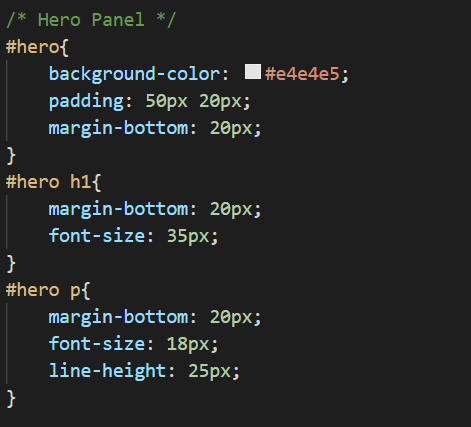 /* Hero Panel */
#hero{
    background-color: #e4e4e5;
    padding: 50px 20px;
    margin-bottom: 20px;
}
#hero h1{
    margin-bottom: 20px;
    font-size: 35px;
}
#hero p{
    margin-bottom: 20px;
    font-size: 18px;
    line-height: 25px;
}